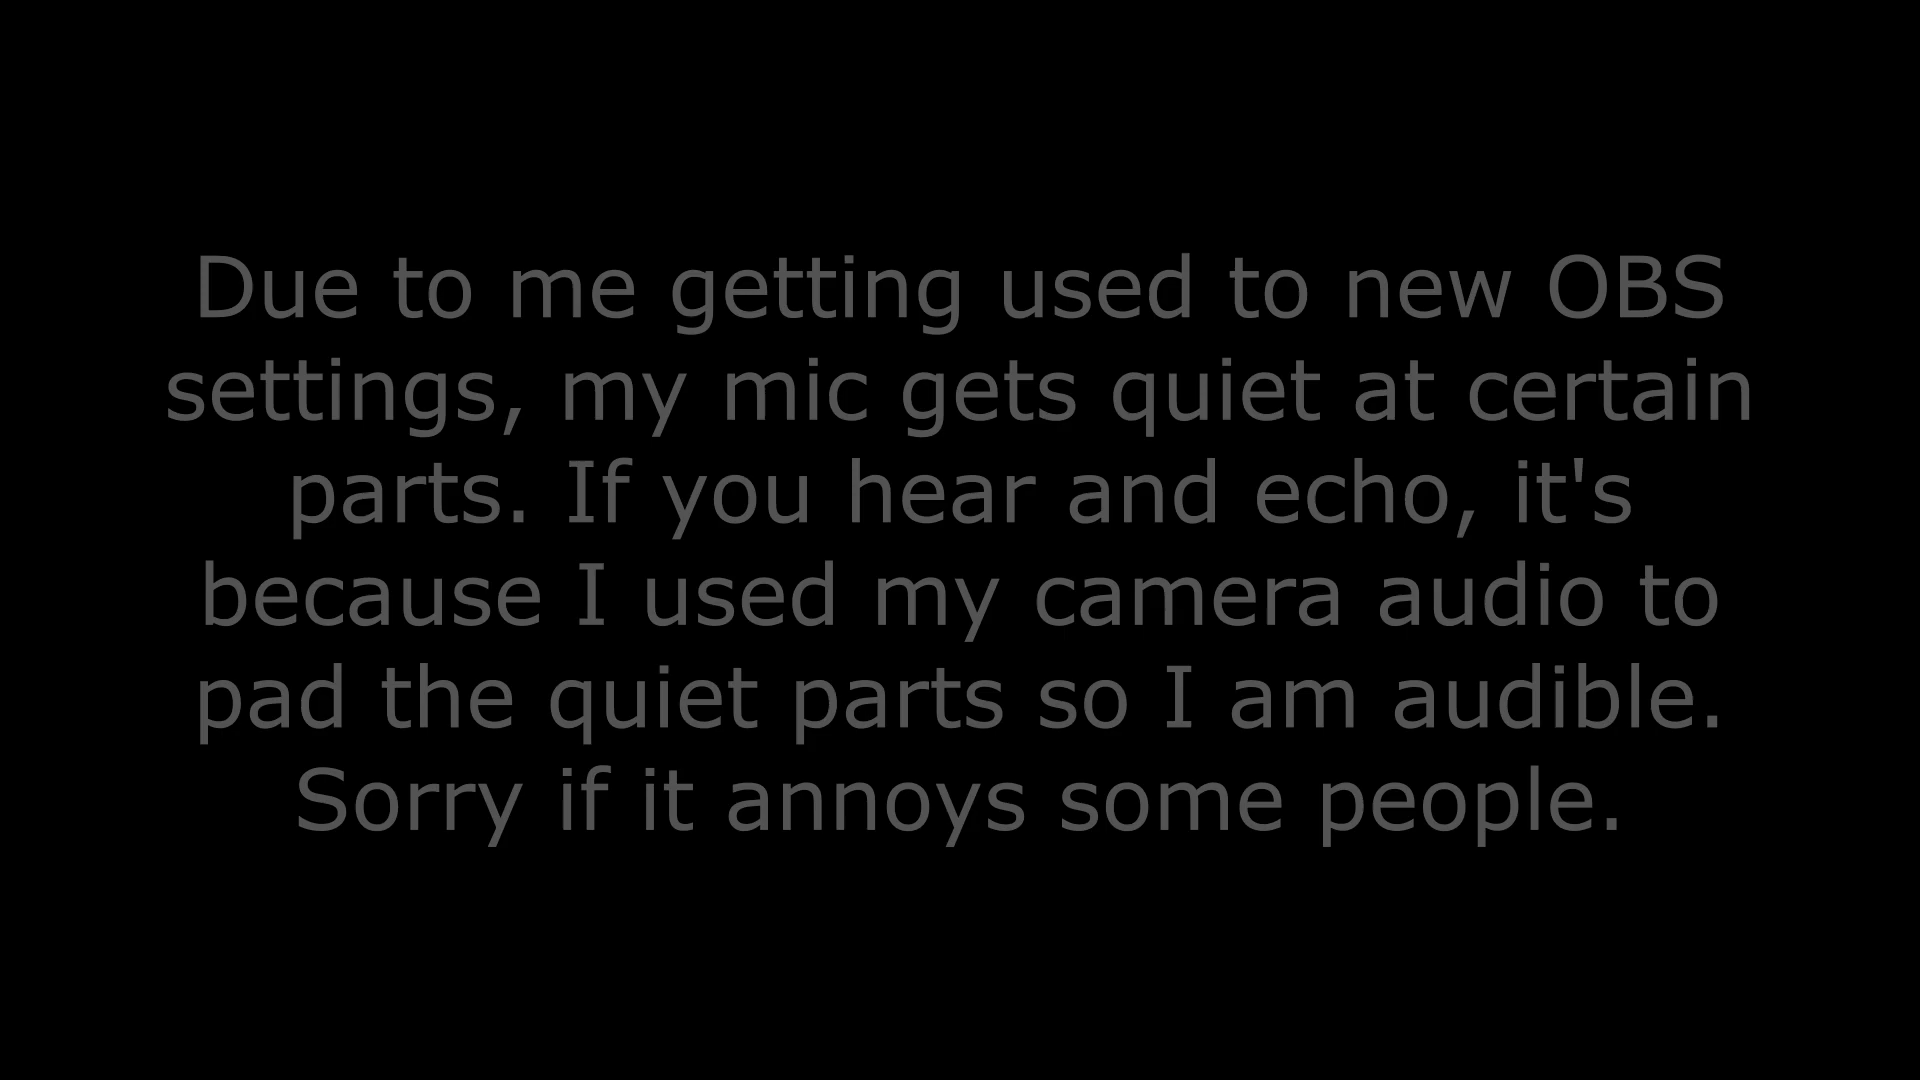 Due to me getting used to new OBS
settings, my mic gets quiet at certain
parts. If you hear and echo, it's
because I used my camera audio to
pad the quiet parts so I am audible.
Sorry if it annoys some people.